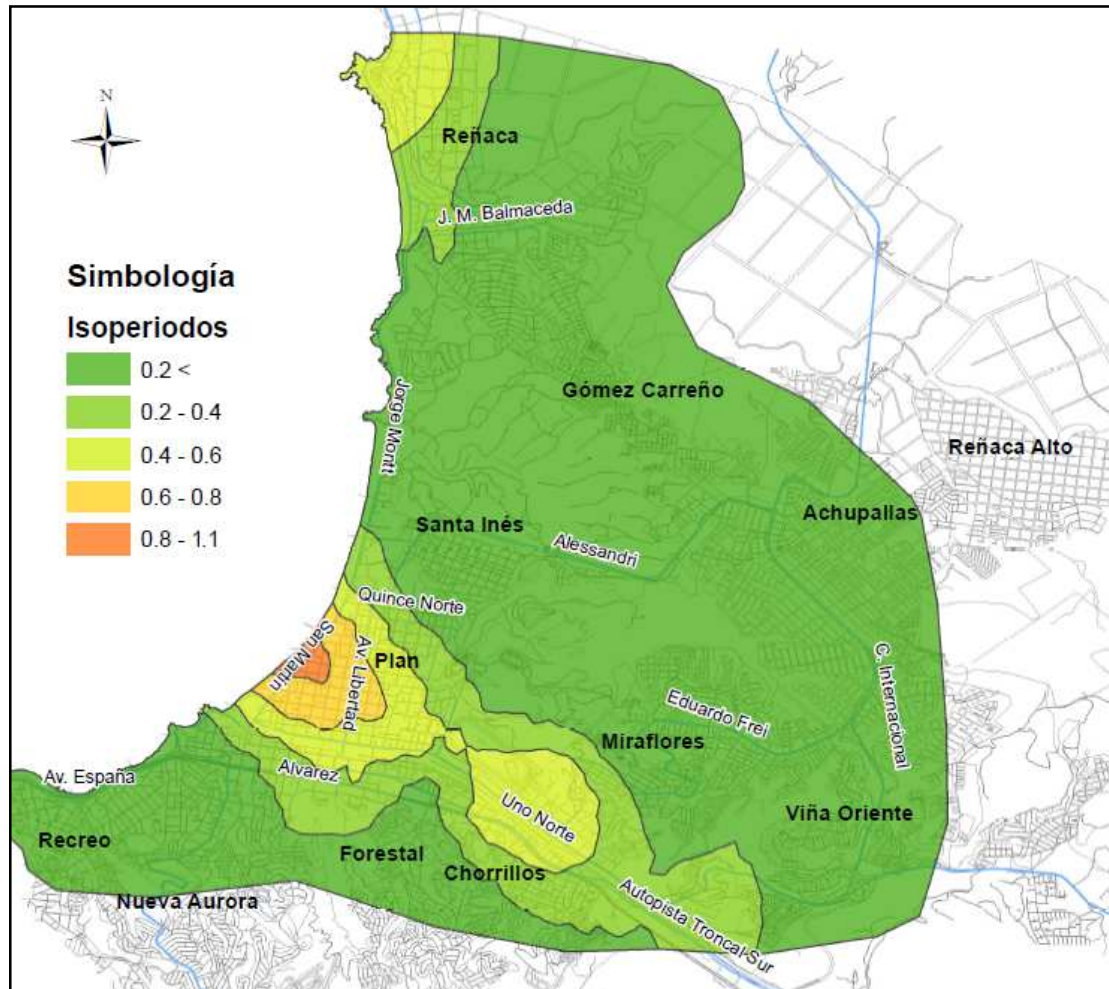 N
Reñaca
J. M. Balmaceda
Simbología
Isoperiodos
0.2 <
0.2 - 0.4
0.4 - 0.6
0.6 - 0.8
0.8 - 1.1
Jorge Montt
Gómez Carreño
Reñaca Alto
Achupallas
Santa Inés
Alessandri
Quince Norte
San Martín
Av. Libertad
Plan
C. Internacional
Eduardo Frei
Miraflores
Av. España
Alvarez
Uno Norte
Viña Oriente
Recreo
Forestal
Chorrillos
Nueva Aurora
Autopista Troncal Sur